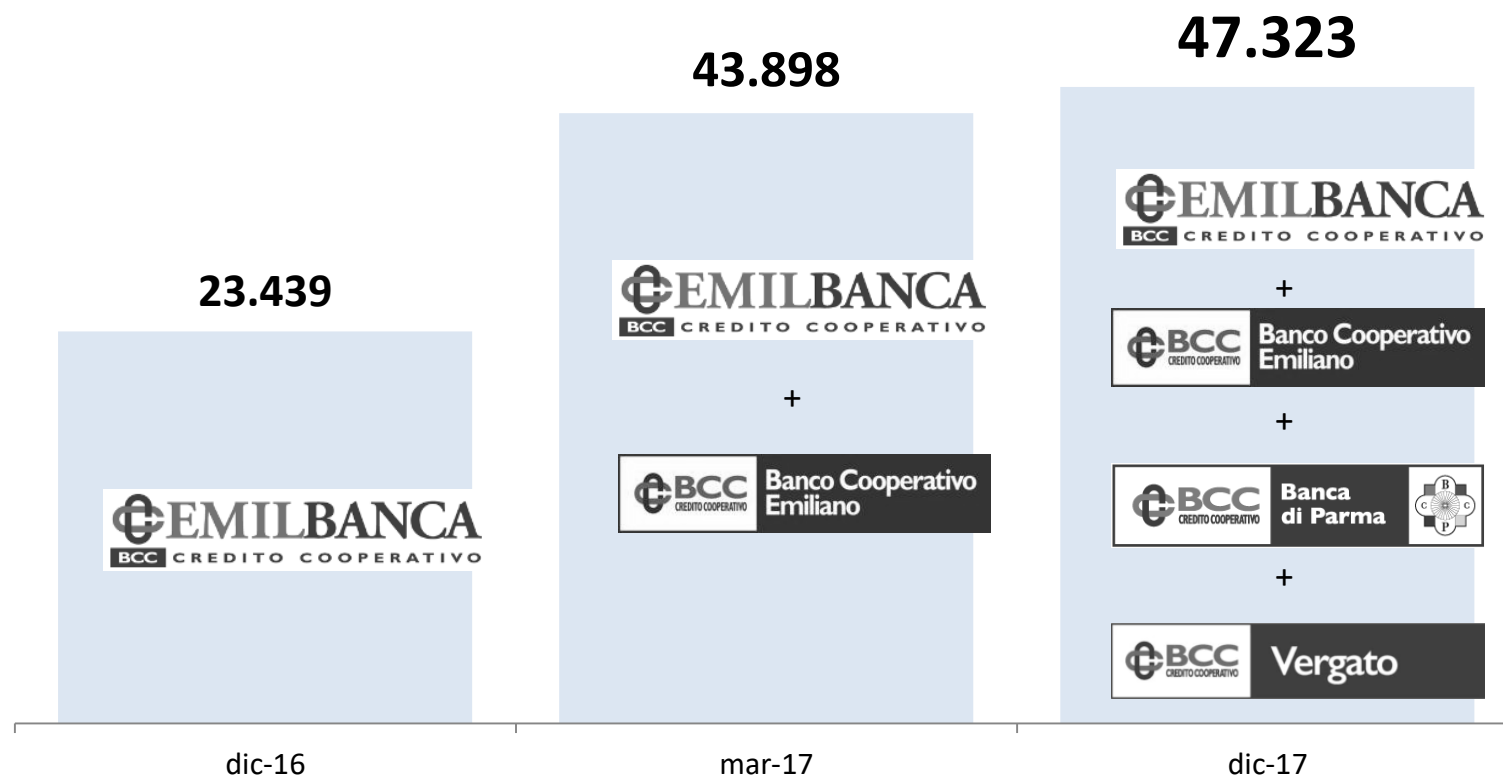 23.439
EMILBANCA
BCC CREDITO COOPERATIVO
dic-16
43.898
EMILBANCA
BCC CREDITO COOPERATIVO
+
BCC
CREDITO COOPERATIVO
Banco Cooperativo
Emiliano
mar-17
47.323
EMILBANCA
BCC CREDITO COOPERATIVO
+
BCC
CREDITO COOPERATIVO
Banco Cooperativo
Emiliano
+
BCC
CREDITO COOPERATIVO
Banca
di Parma
B
C C
P
+
BCC
CREDITO COOPERATIVO
Vergato
dic-17